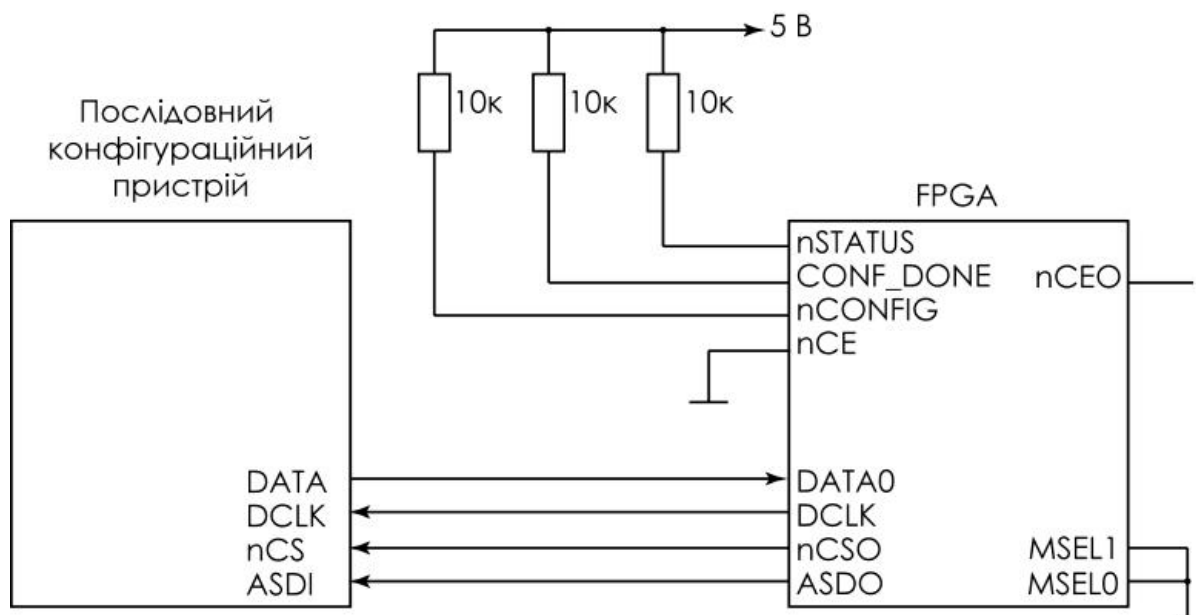 5 В
10к
10к
10к
Послідовний
конфігураційний
пристрій
FPGA
nSTATUS
CONF_DONE
nCEO
nCONFIG
nCE
DATA
DATA0
DCLK
DCLK
nCS
nCSO
MSEL1
ASDI
ASDO
MSEL0